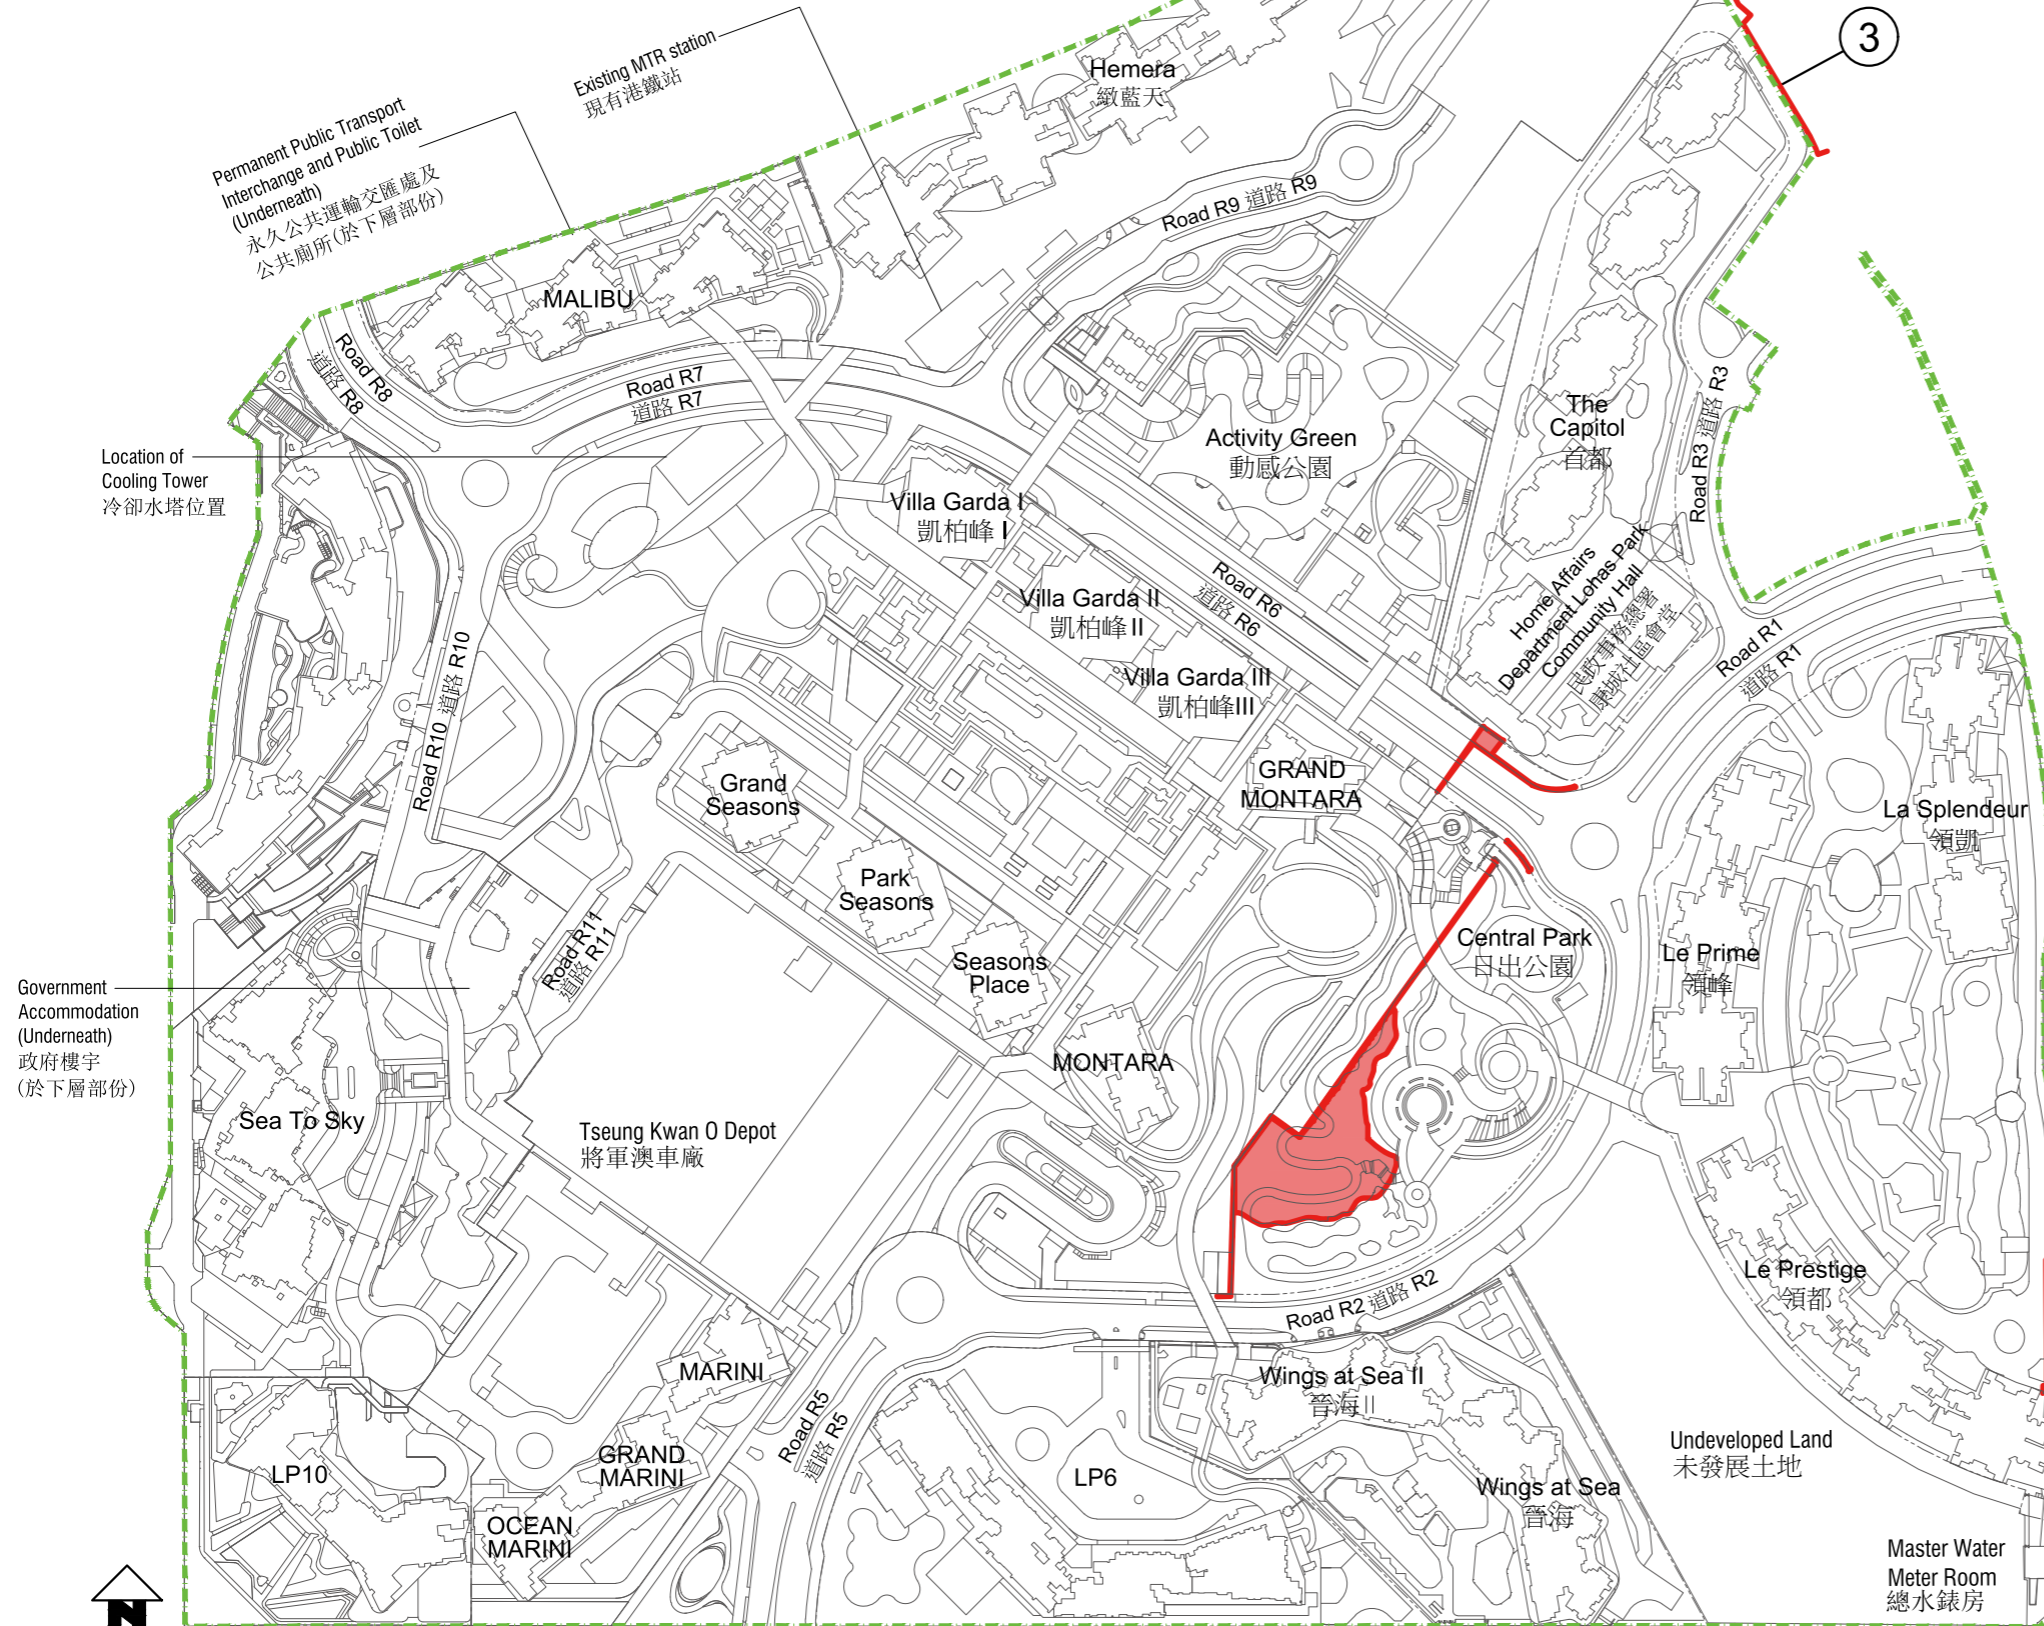 3
Existing MTR station
現有港鐵站
Hemera
緻藍天
Permanent Public Transport
Interchange and Public Toilet
(Underneath)
永久公共運輸交匯處及
公共廁所(於下層部份)
Road R9 道路 R9
MALIBU
Road R8
道路 R8
Road R7
道路 R7
The
Capitol
首都
Road R3 道路 R3
Activity Green
動感公園
Location of
Cooling Tower
冷卻水塔位置
Villa Garda I
凱柏峰 I
Villa Garda II
凱柏峰 II
Villa Garda III
凱柏峰III
Road R6
道路 R6
Home Affairs
Department Lohas Park
Community Hall
民政事務總署
康城社區會堂
Road R1
道路 R1
Road R10 道路 R10
Grand
Seasons
GRAND
MONTARA
La Splendeur
領凱
Park
Seasons
Central Park
日出公園
Le Prime
領峰
Road R11
道路 R11
Seasons
Place
Government
Accommodation
(Underneath)
政府樓宇
(於下層部份)
MONTARA
Sea To Sky
Tseung Kwan O Depot
將軍澳車廠
Le Prestige
領都
Road R2 道路 R2
MARINI
Wings at Sea II
晉海 II
Road R5
道路 R5
GRAND
MARINI
LP10
LP6
Undeveloped Land
未發展土地
Wings at Sea
晉海
OCEAN
MARINI
Master Water
Meter Room
總水錶房
N